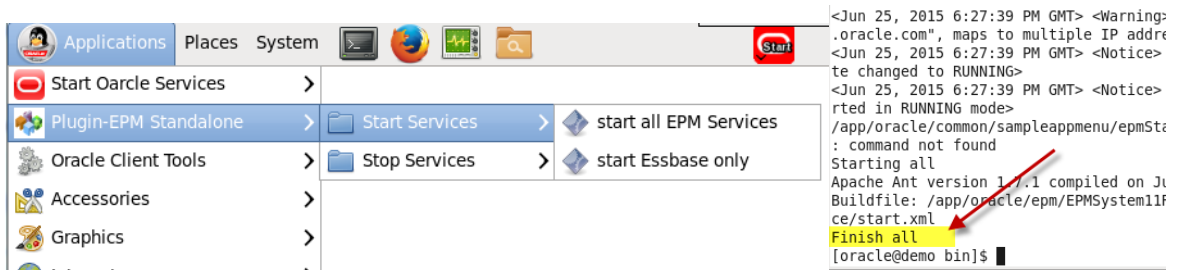 Applications Places System
Start
Start Oarcle Services
Plugin-EPM Standalone
Start Services
start all EPM Services
Oracle Client Tools
Stop Services
start Essbase only
Accessories
Graphics
<Jun 25, 2015 6:27:39 PM GMT> <Warning>
.oracle.com", maps to multiple IP addre
<Jun 25, 2015 6:27:39 PM GMT> <Notice>
te changed to RUNNING>
<Jun 25, 2015 6:27:39 PM GMT> <Notice>
rted in RUNNING mode>
/app/oracle/common/sampleappmenu/epmSta
: command not found
Starting all
Apache Ant version 1.7.1 compiled on Ju
Buildfile: /app/oracle/epm/EPMSystem11R
ce/start.xml
Finish all
[oracle@demo bin]$